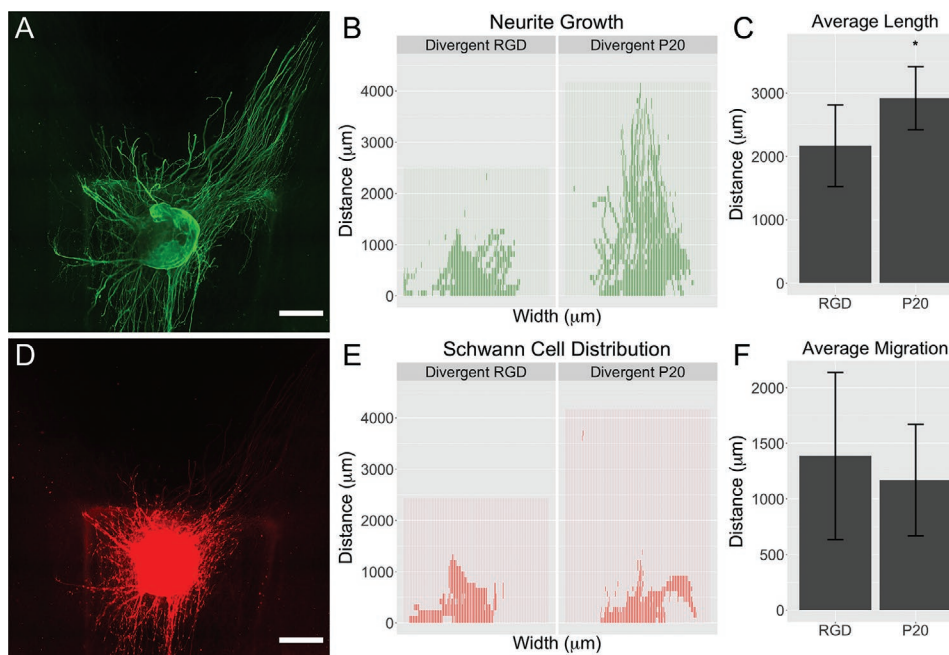 A
B
Neurite Growth
Divergent RGD
Divergent P20
Distance (μm)
4000
3000
2000
1000
0
Width (μm)
C
Average Length
*
Distance (μm)
3000
2000
1000
0
RGD
P20
D
E
Schwann Cell Distribution
Divergent RGD
Divergent P20
Distance (μm)
4000
3000
2000
1000
0
Width (μm)
F
Average Migration
Distance (μm)
2000
1500
1000
500
0
RGD
P20